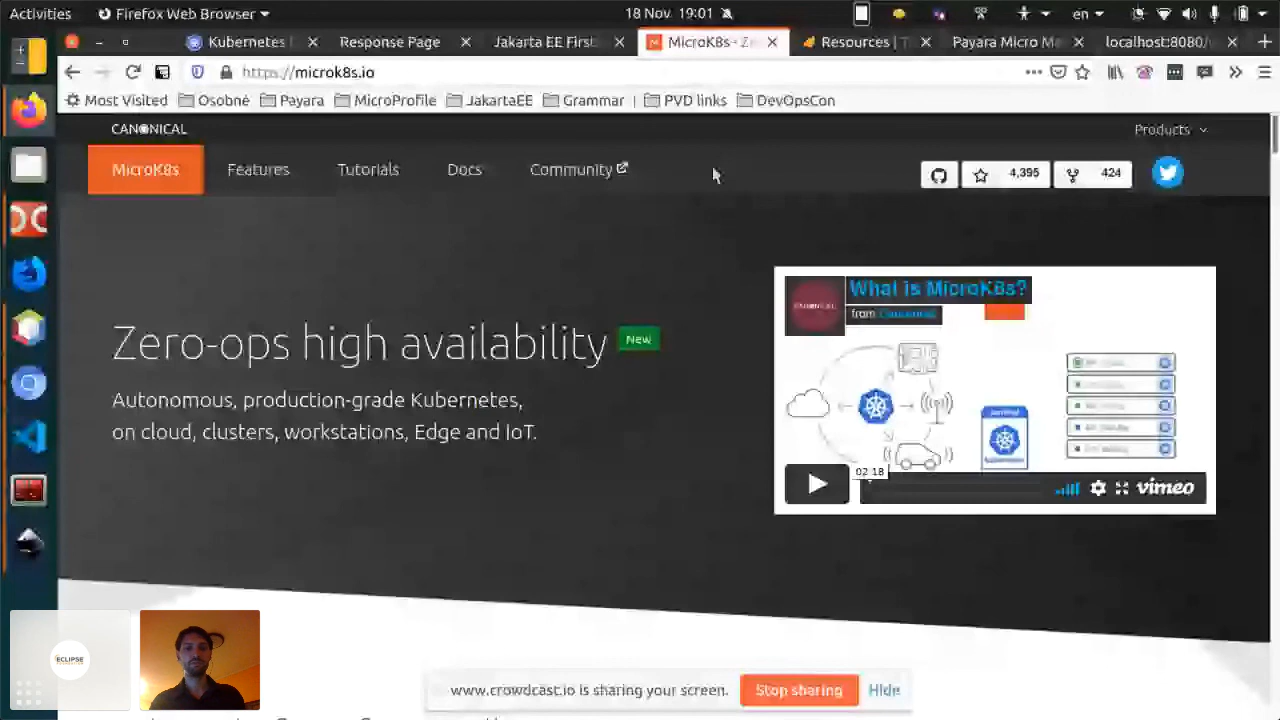 Activities
Firefox Web Browser
18 Nov 19:01
en
Kubernetes
Response Page
Jakarta EE First
MicroK8s - Ze
Resources | T
Payara Micro M
localhost:8080/
https://microk8s.io
Most Visited
Osobné
Payara
MicroProfile
JakartaEE
Grammar
PVD links
DevOpsCon
CANONICAL
Products
MicroK8s
Features
Tutorials
Docs
Community
4,395
424
Zero-ops high availability
New
Autonomous, production-grade Kubernetes,
on cloud, clusters, workstations, Edge and IoT.
CANONICAL
What is MicroK8s?
from Canonical
02:18
vimeo
ECLIPSE
FOUNDATION
www.crowdcast.io is sharing your screen.
Stop sharing
Hide